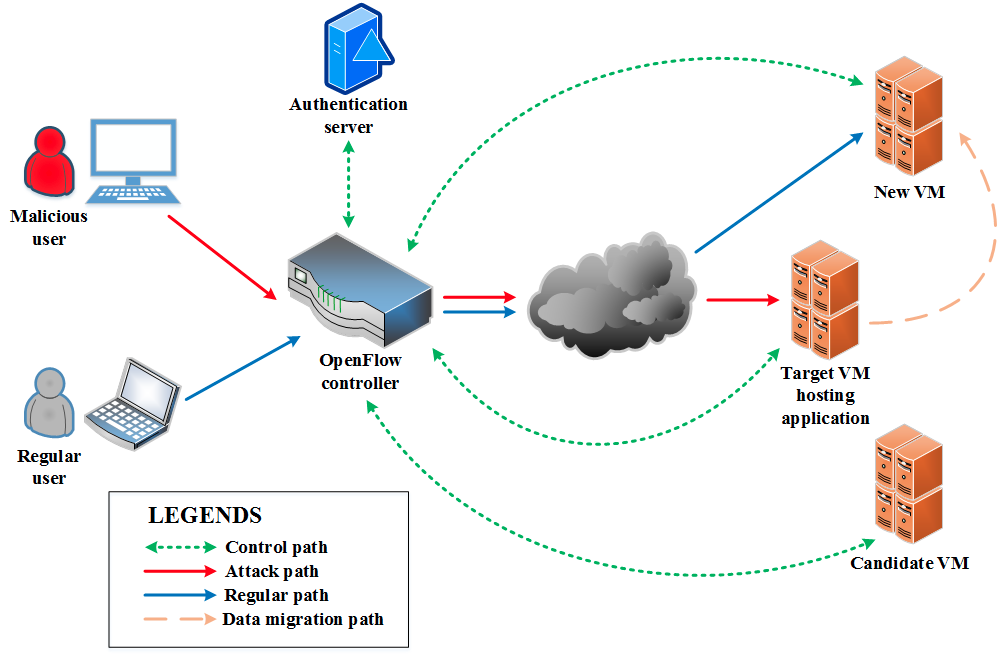 Authentication
server
Malicious
user
New VM
OpenFlow
controller
Target VM
hosting
application
Regular
user
Candidate VM
LEGENDS
Control path
Attack path
Regular path
Data migration path